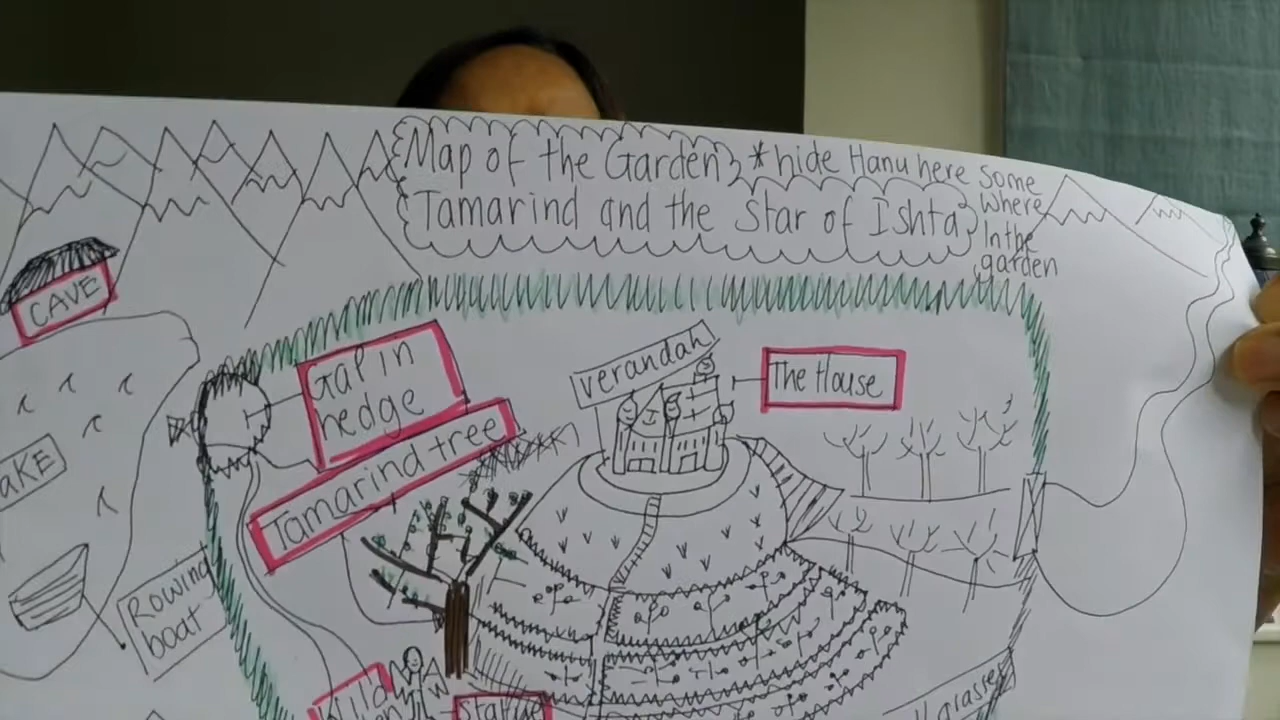 Map of the Garden
Tamarind and the Star of Ishta
*hide Hanu here some
where
In the
garden
CAVE
Gap in
hedge
Tamarind tree
verandah
The House
Rowing
boat